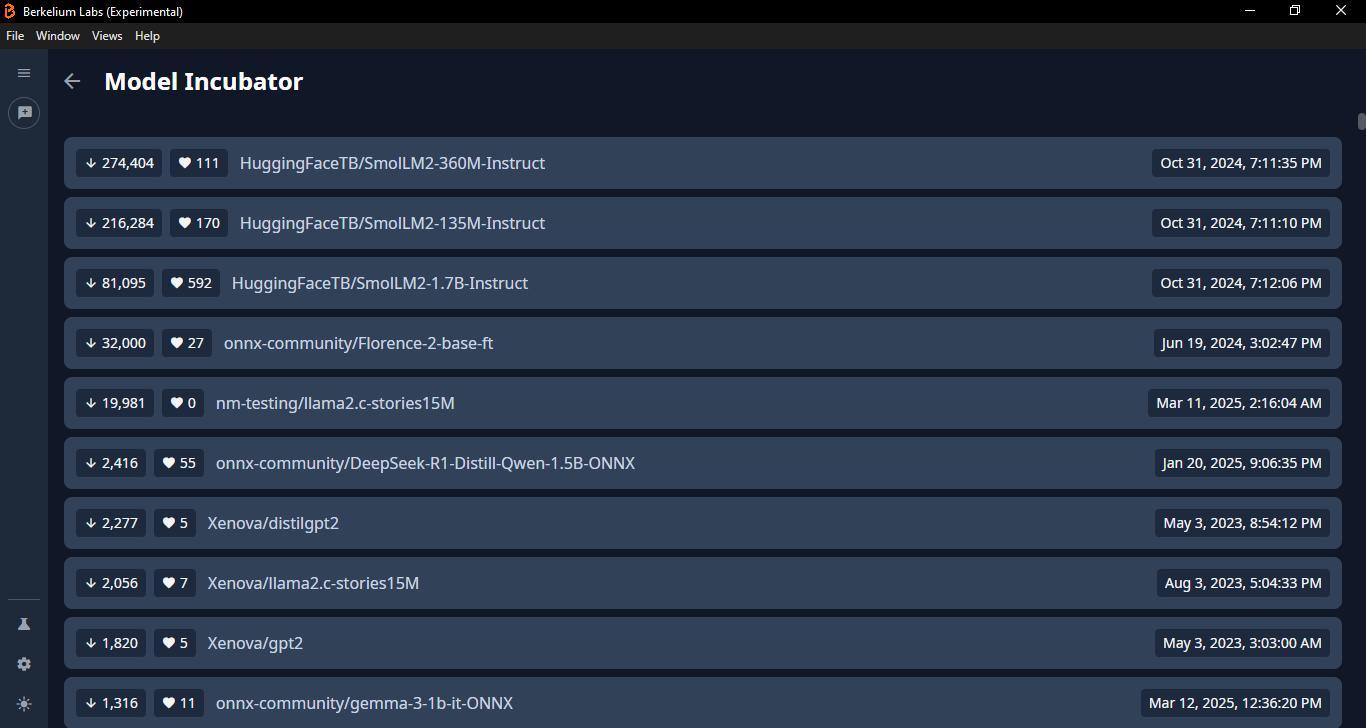 Berkelium Labs (Experimental)
File Window Views Help
Model Incubator
274,404 111 HuggingFaceTB/SmolLM2-360M-Instruct Oct 31, 2024, 7:11:35 PM
216,284 170 HuggingFaceTB/SmolLM2-135M-Instruct Oct 31, 2024, 7:11:10 PM
81,095 592 HuggingFaceTB/SmolLM2-1.7B-Instruct Oct 31, 2024, 7:12:06 PM
32,000 27 onnx-community/Florence-2-base-ft Jun 19, 2024, 3:02:47 PM
19,981 0 nm-testing/llama2.c-stories15M Mar 11, 2025, 2:16:04 AM
2,416 55 onnx-community/DeepSeek-R1-Distill-Qwen-1.5B-ONNX Jan 20, 2025, 9:06:35 PM
2,277 5 Xenova/distilgpt2 May 3, 2023, 8:54:12 PM
2,056 7 Xenova/llama2.c-stories15M Aug 3, 2023, 5:04:33 PM
1,820 5 Xenova/gpt2 May 3, 2023, 3:03:00 AM
1,316 11 onnx-community/gemma-3-1b-it-ONNX Mar 12, 2025, 12:36:20 PM